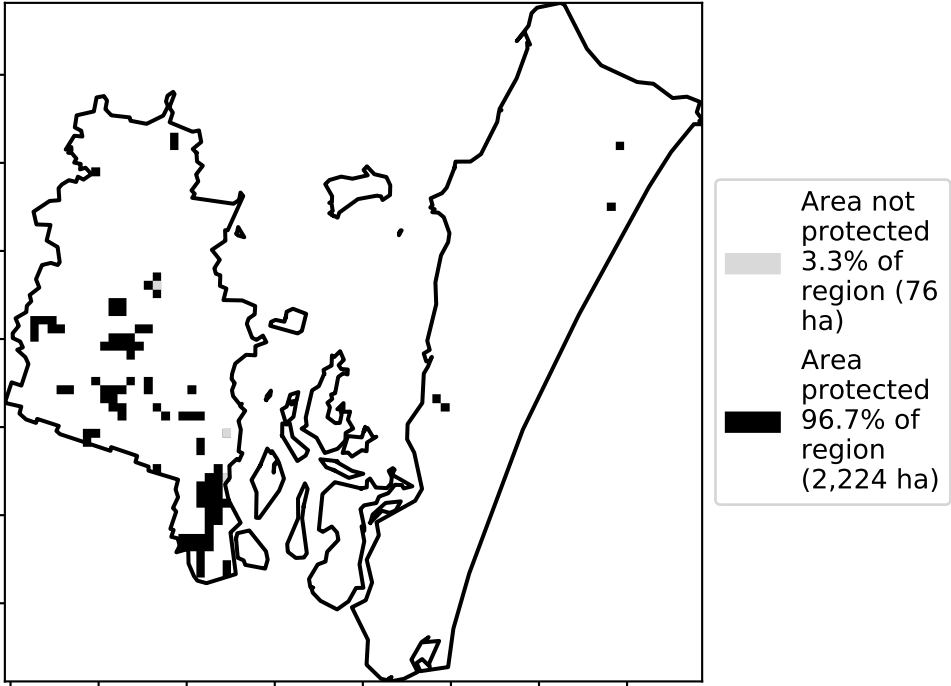 Area not
protected
3.3% of
region (76
ha)
Area
protected
96.7% of
region
(2,224 ha)